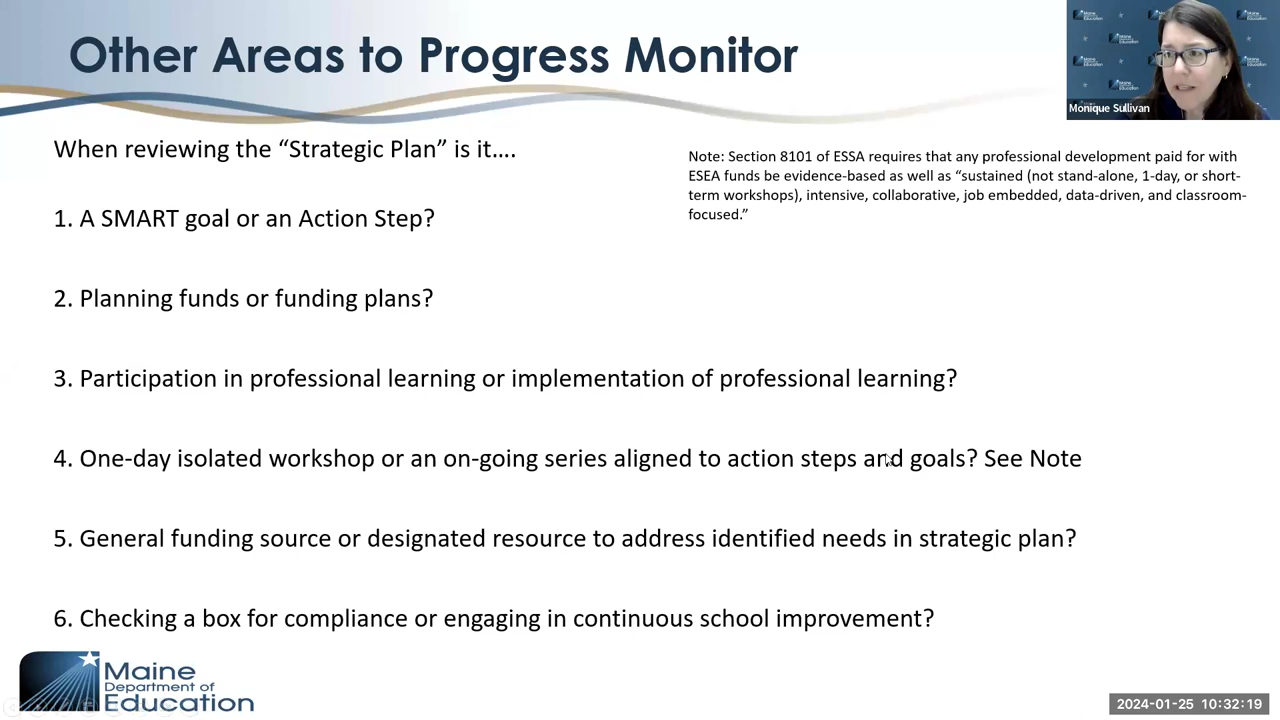 Other Areas to Progress Monitor
Monique Sullivan
When reviewing the “Strategic Plan” is it….
Note: Section 8101 of ESSA requires that any professional development paid for with
ESEA funds be evidence-based as well as “sustained (not stand-alone, 1-day, or short-
term workshops), intensive, collaborative, job embedded, data-driven, and classroom-
focused.”
1. A SMART goal or an Action Step?
2. Planning funds or funding plans?
3. Participation in professional learning or implementation of professional learning?
4. One-day isolated workshop or an on-going series aligned to action steps and goals? See Note
5. General funding source or designated resource to address identified needs in strategic plan?
6. Checking a box for compliance or engaging in continuous school improvement?
Maine
Department of
Education
2024-01-25 10:32:19